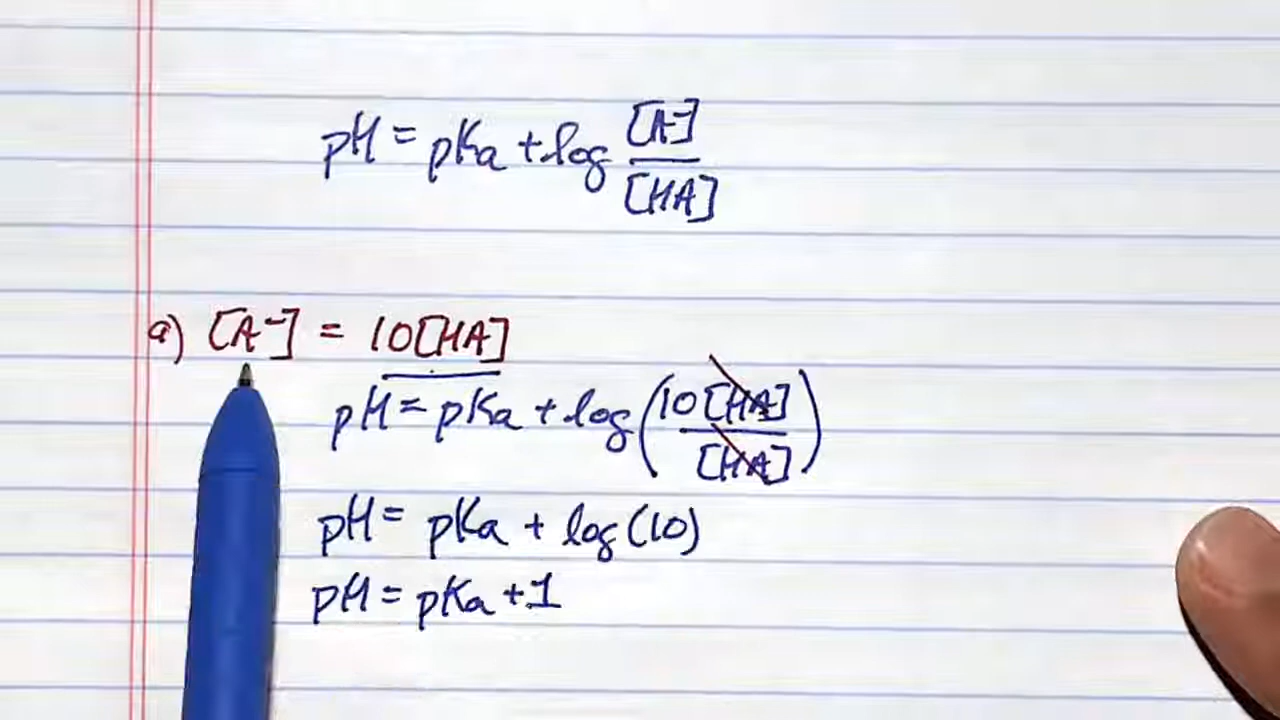 pH = pKa + log [A-]/[HA]
a) [A-] = 10[HA]
pH = pKa + log(10[HA]/[HA])
pH = pKa + log(10)
pH = pKa + 1